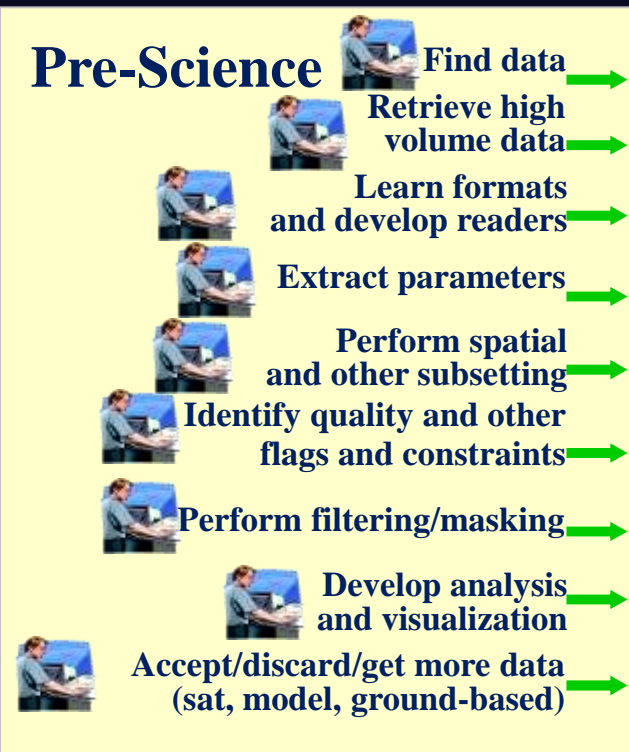 Pre-Science
Find data
Retrieve high
volume data
Learn formats
and develop readers
Extract parameters
Perform spatial
and other subsetting
Identify quality and other
flags and constraints
Perform filtering/masking
Develop analysis
and visualization
Accept/discard/get more data
(sat, model, ground-based)